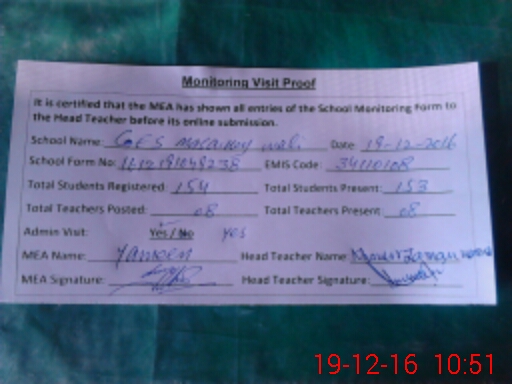 Monitoring Visit Proof
It is certified that the MEA has shown all entries of the School Monitoring Form to
the Head Teacher before its online submission.
School Name: GES Date: 19-12-2016
School Form No: EMIS Code: 34110108
Total Students Registered: 154 Total Students Present: 153
Total Teachers Posted: 08 Total Teachers Present: 08
Admin Visit: Yes / No yes
MEA Name: Head Teacher Name:
MEA Signature: Head Teacher Signature:
19-12-16 10:51